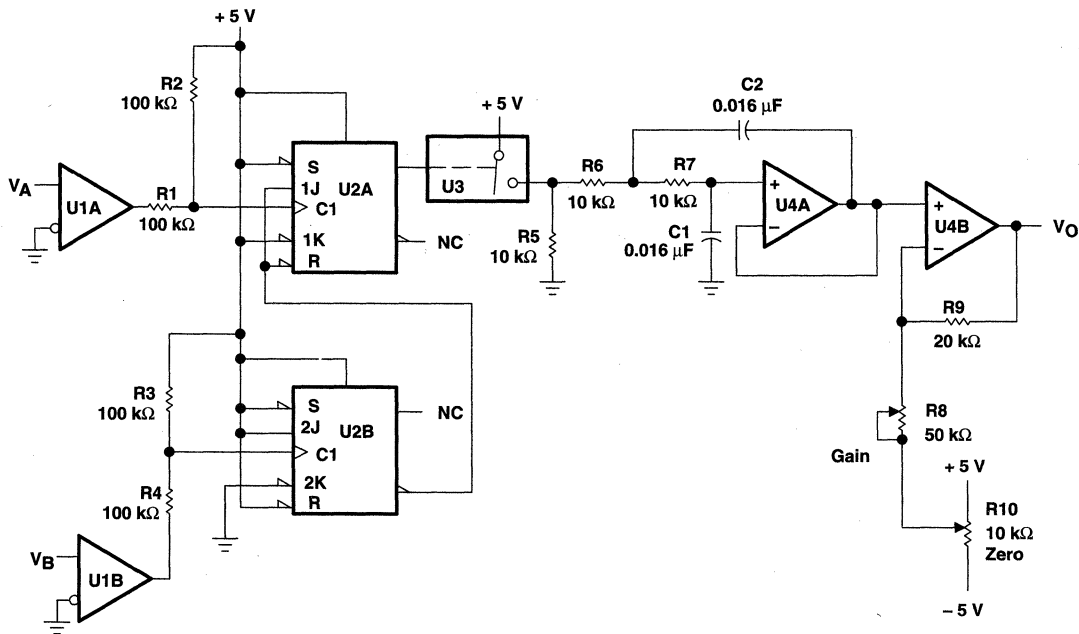 + 5 V
R2
100 kΩ
V_A
U1A
R1
100 kΩ
S
1J
U2A
C1
1K
R
NC
+ 5 V
U3
R5
10 kΩ
R6
10 kΩ
C2
0.016 µF
R7
10 kΩ
C1
0.016 µF
+
U4A
−
+
U4B
−
V_O
R9
20 kΩ
R8
50 kΩ
Gain
+ 5 V
R10
10 kΩ
Zero
− 5 V
R3
100 kΩ
S
2J
U2B
C1
2K
R
NC
R4
100 kΩ
V_B
U1B